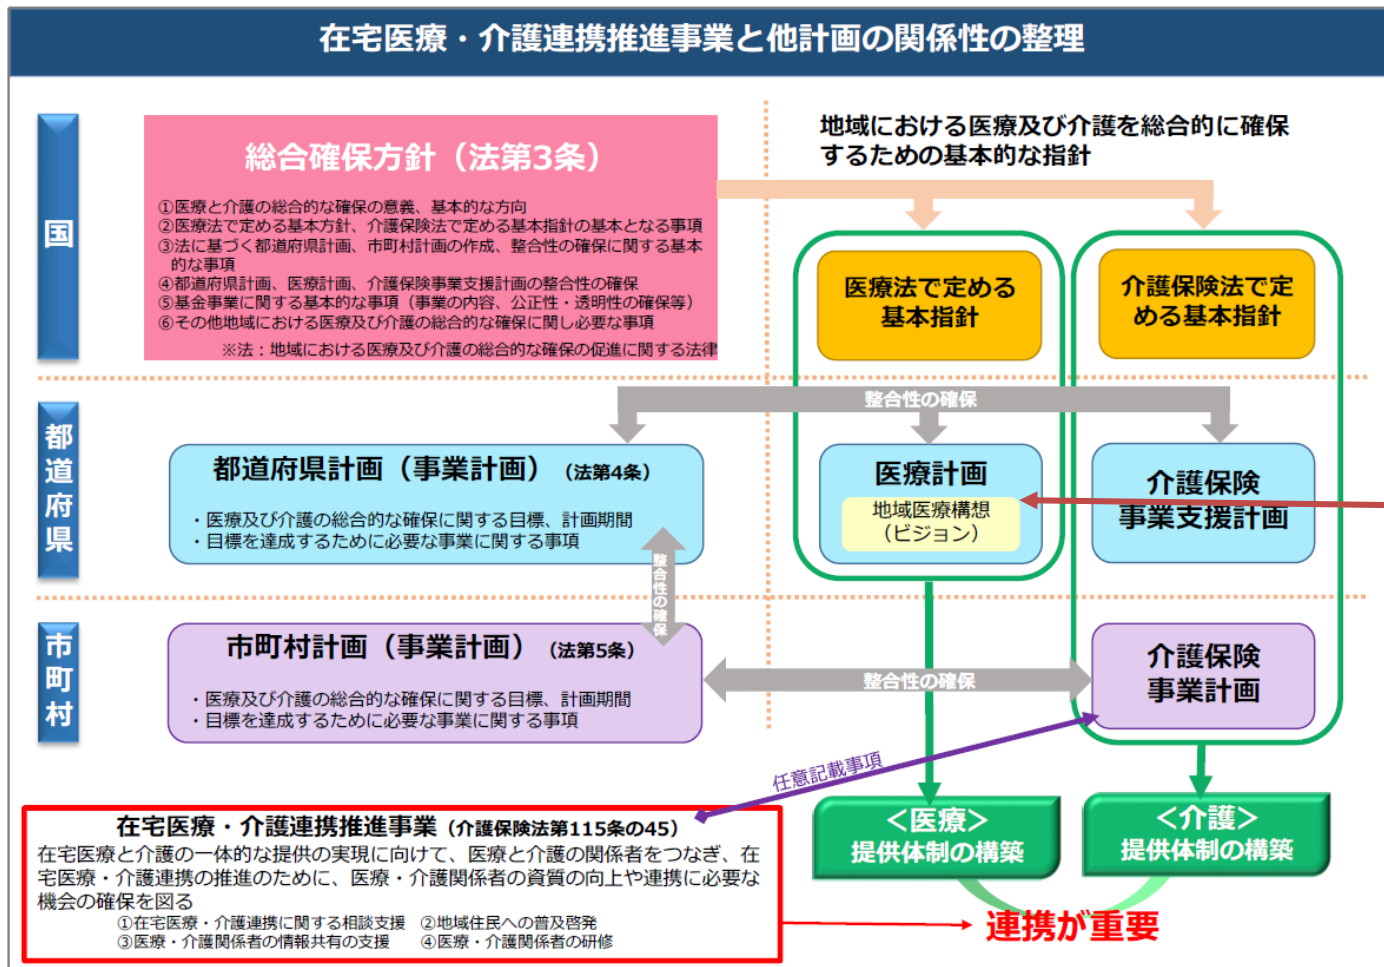 在宅医療・介護連携推進事業と他計画の関係性の整理
国
総合確保方針（法第3条）
①医療と介護の総合的な確保の意義、基本的な方向
②医療法で定める基本方針、介護保険法で定める基本指針の基本となる事項
③法に基づく都道府県計画、市町村計画の作成、整合性の確保に関する基本
的な事項
④都道府県計画、医療計画、介護保険事業支援計画の整合性の確保
⑤基金事業に関する基本的な事項（事業の内容、公正性・透明性の確保等）
⑥その他地域における医療及び介護の総合的な確保に関し必要な事項
※法：地域における医療及び介護の総合的な確保の促進に関する法律
地域における医療及び介護を総合的に確保
するための基本的な指針
医療法で定める
基本指針
介護保険法で定
める基本指針
都道府県
整合性の確保
都道府県計画（事業計画）（法第4条）
・医療及び介護の総合的な確保に関する目標、計画期間
・目標を達成するために必要な事業に関する事項
医療計画
地域医療構想
（ビジョン）
介護保険
事業支援計画
整合性の確保
市町村
市町村計画（事業計画）（法第5条）
・医療及び介護の総合的な確保に関する目標、計画期間
・目標を達成するために必要な事業に関する事項
整合性の確保
介護保険
事業計画
任意記載事項
在宅医療・介護連携推進事業（介護保険法第115条の45）
在宅医療と介護の一体的な提供の実現に向けて、医療と介護の関係者をつなぎ、在
宅医療・介護連携の推進のために、医療・介護関係者の資質の向上や連携に必要な
機会の確保を図る
①在宅医療・介護連携に関する相談支援　②地域住民への普及啓発
③医療・介護関係者の情報共有の支援　④医療・介護関係者の研修
＜医療＞
提供体制の構築
＜介護＞
提供体制の構築
連携が重要